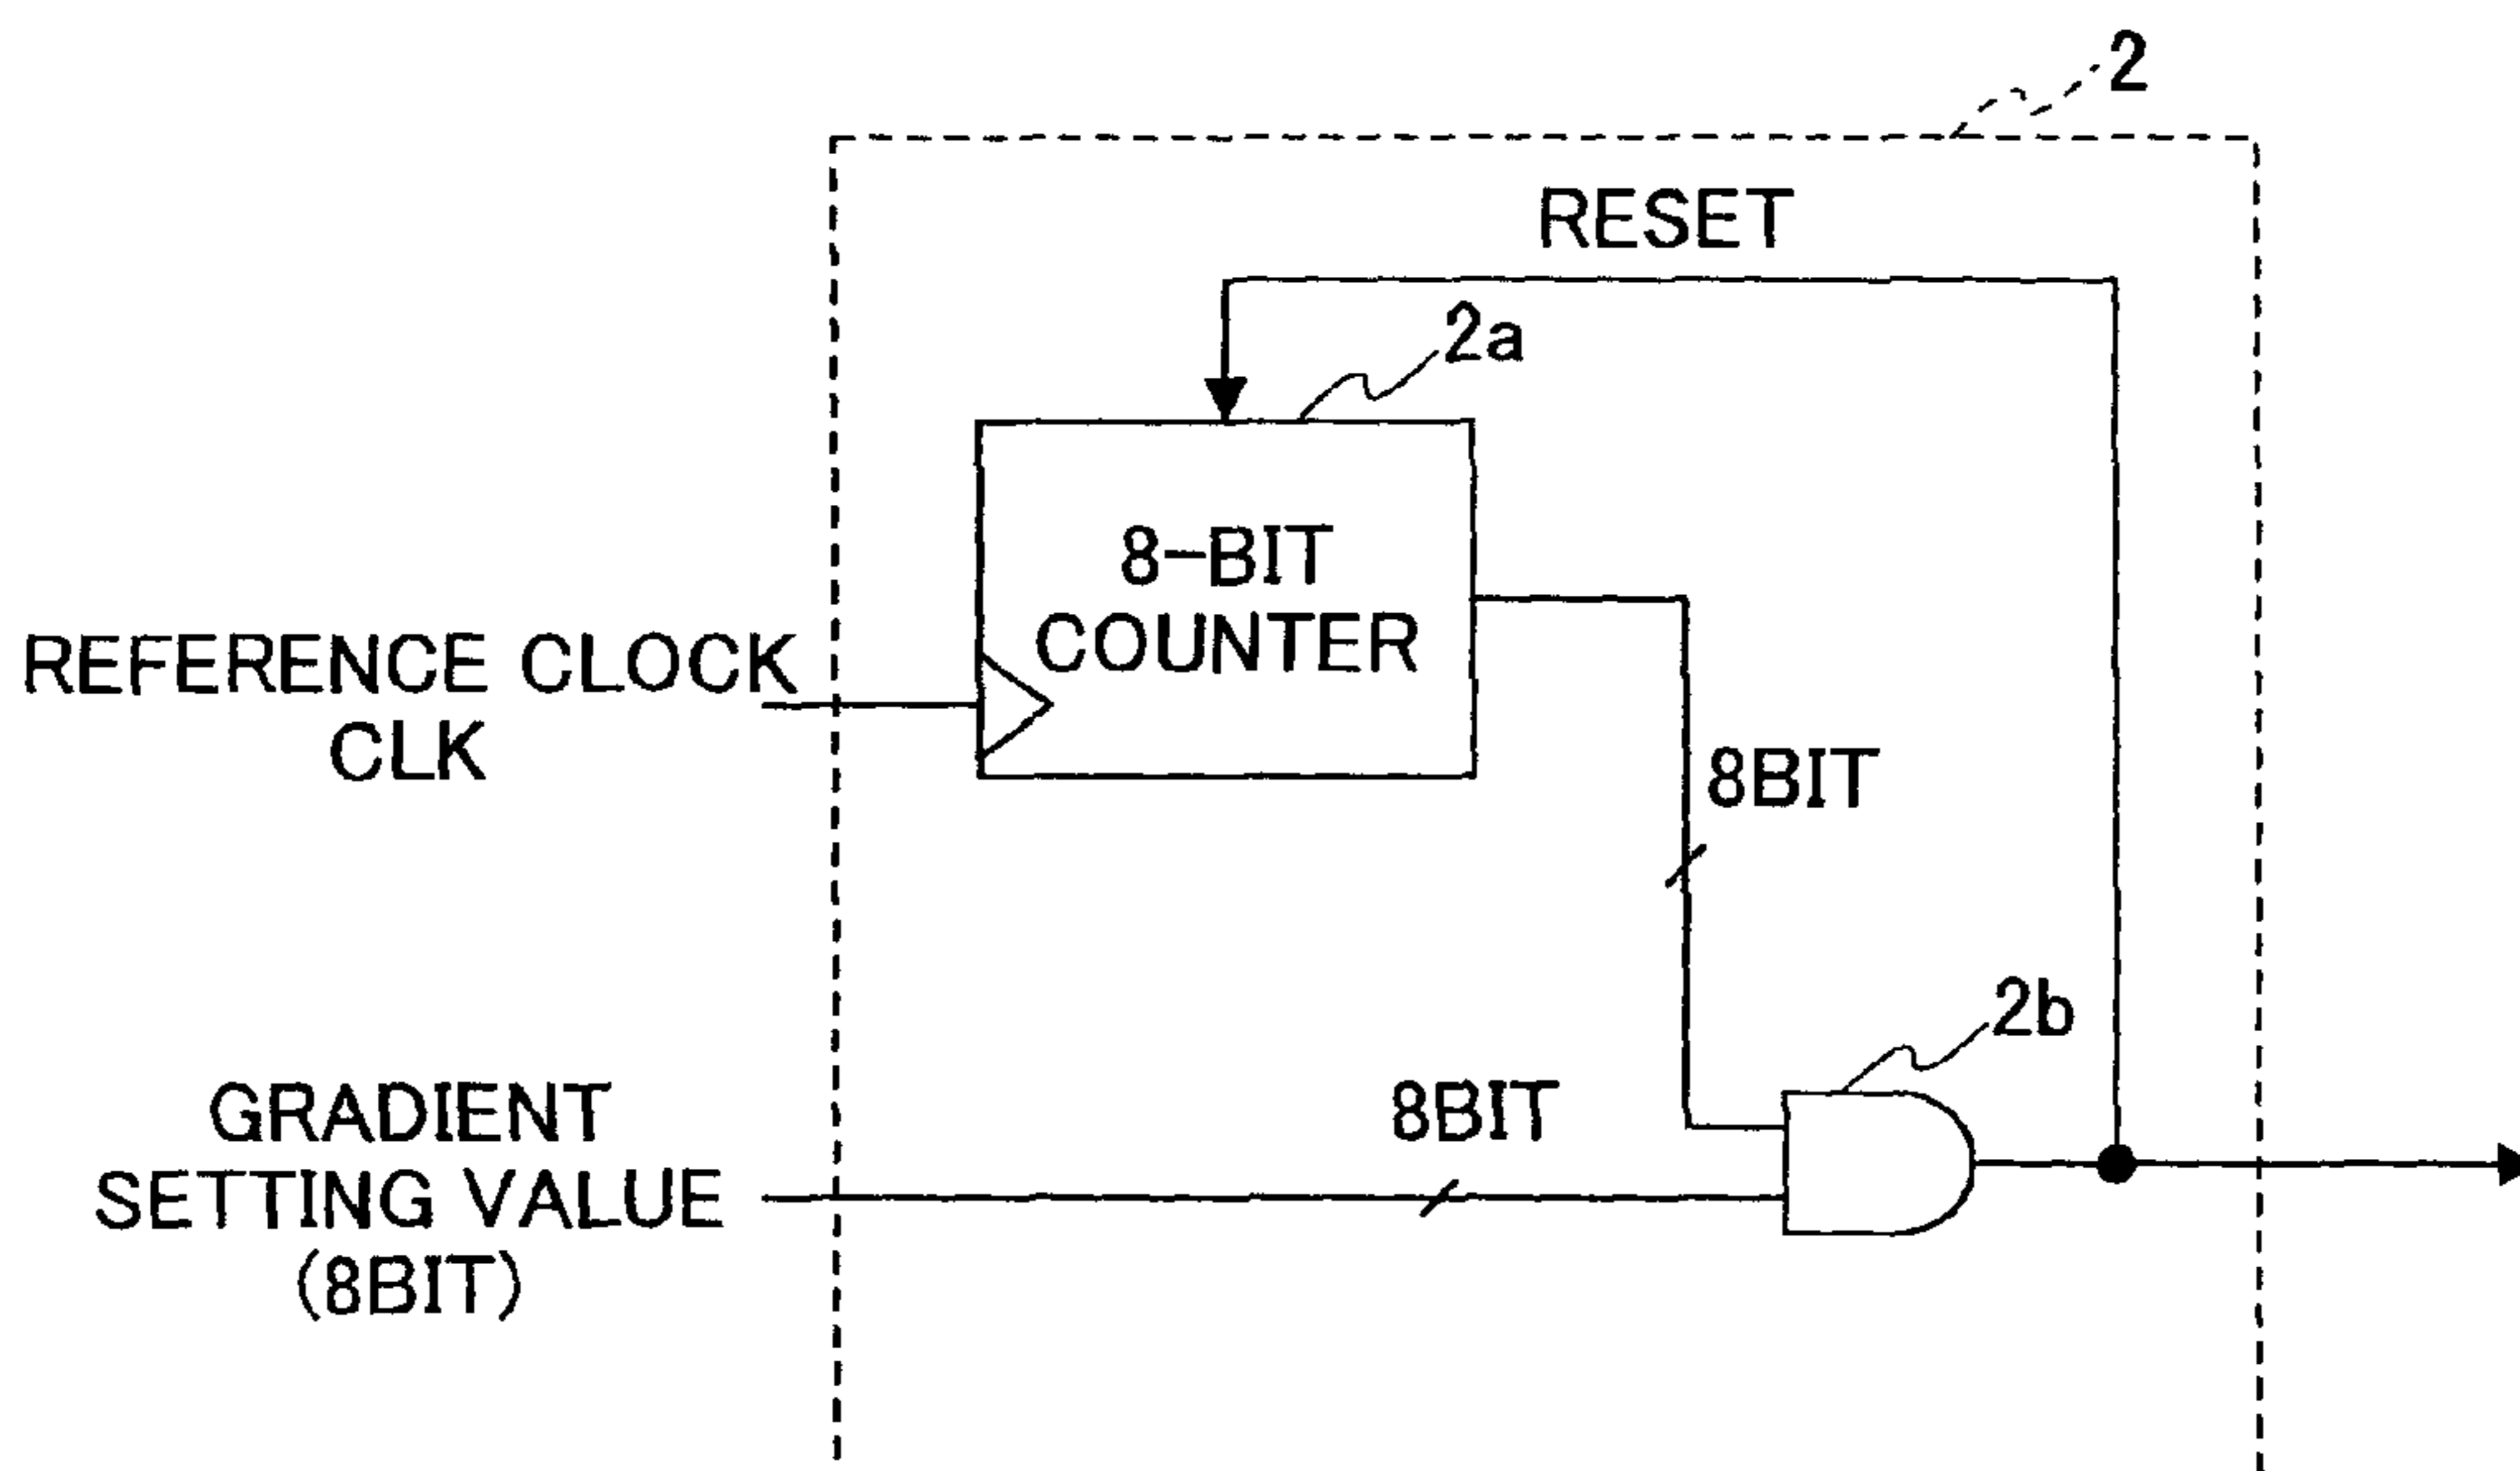 2
RESET
2a
8-BIT
COUNTER
REFERENCE CLOCK
CLK
8BIT
2b
8BIT
GRADIENT
SETTING VALUE
(8BIT)